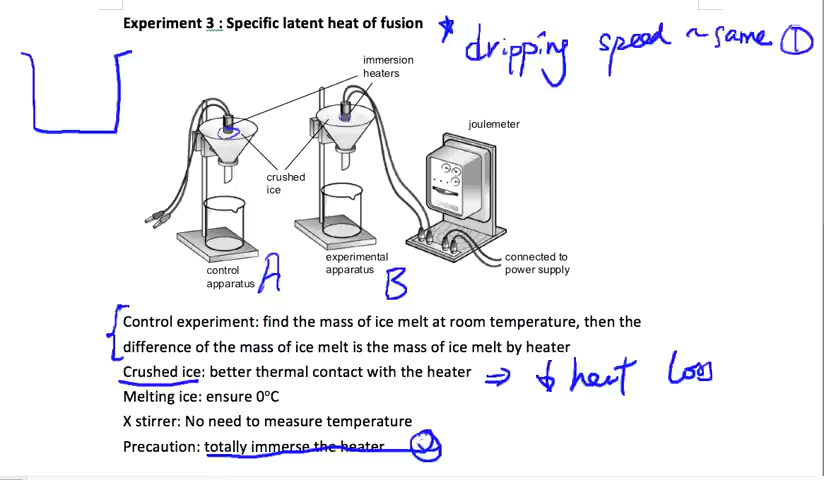 Experiment 3 : Specific latent heat of fusion
* dripping speed ~ same ①
immersion
heaters
joulemeter
crushed
ice
connected to
power supply
control
apparatus
A
experimental
apparatus
B
Control experiment: find the mass of ice melt at room temperature, then the
difference of the mass of ice melt is the mass of ice melt by heater
Crushed ice: better thermal contact with the heater ⇒ ↓ heat loss
Melting ice: ensure 0°C
X stirrer: No need to measure temperature
Precaution: totally immerse the heater